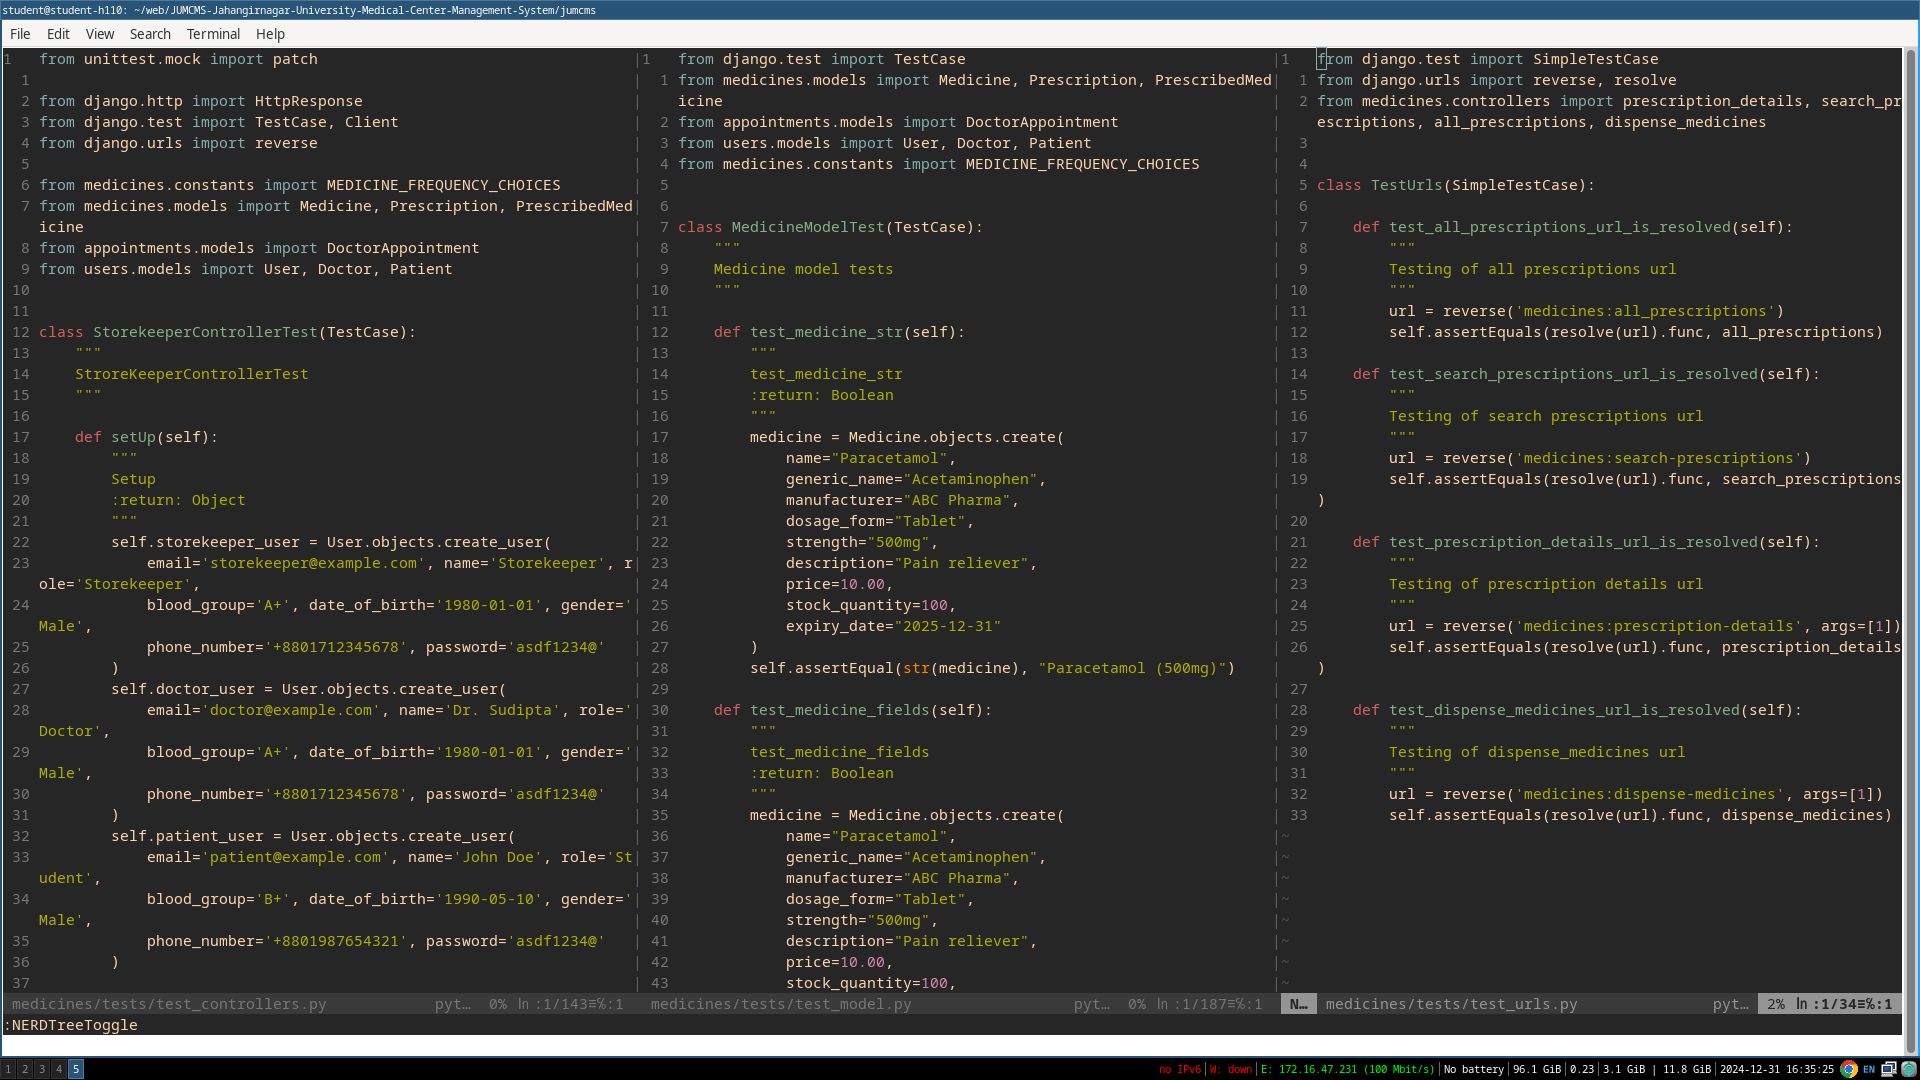 student@student-h110: ~/web/JUMCMS-Jahangirnagar-University-Medical-Center-Management-System/jumcms
File Edit View Search Terminal Help
1 from unittest.mock import patch
1
2 from django.http import HttpResponse
3 from django.test import TestCase, Client
4 from django.urls import reverse
5
6 from medicines.constants import MEDICINE_FREQUENCY_CHOICES
7 from medicines.models import Medicine, Prescription, PrescribedMed
icine
8 from appointments.models import DoctorAppointment
9 from users.models import User, Doctor, Patient
10
11
12 class StorekeeperControllerTest(TestCase):
13     """
14     StroreKeeperControllerTest
15     """
16
17     def setUp(self):
18         """
19         Setup
20         :return: Object
21         """
22         self.storekeeper_user = User.objects.create_user(
23             email='storekeeper@example.com', name='Storekeeper', r
ole='Storekeeper',
24             blood_group='A+', date_of_birth='1980-01-01', gender='
Male',
25             phone_number='+8801712345678', password='asdf1234@'
26         )
27         self.doctor_user = User.objects.create_user(
28             email='doctor@example.com', name='Dr. Sudipta', role='
Doctor',
29             blood_group='A+', date_of_birth='1980-01-01', gender='
Male',
30             phone_number='+8801712345678', password='asdf1234@'
31         )
32         self.patient_user = User.objects.create_user(
33             email='patient@example.com', name='John Doe', role='St
udent',
34             blood_group='B+', date_of_birth='1990-05-10', gender='
Male',
35             phone_number='+8801987654321', password='asdf1234@'
36         )
37
medicines/tests/test_controllers.py pyt… 0% ln :1/143≡℅:1
1 from django.test import TestCase
1 from medicines.models import Medicine, Prescription, PrescribedMed
icine
2 from appointments.models import DoctorAppointment
3 from users.models import User, Doctor, Patient
4 from medicines.constants import MEDICINE_FREQUENCY_CHOICES
5
6
7 class MedicineModelTest(TestCase):
8     """
9     Medicine model tests
10     """
11
12     def test_medicine_str(self):
13         """
14         test_medicine_str
15         :return: Boolean
16         """
17         medicine = Medicine.objects.create(
18             name="Paracetamol",
19             generic_name="Acetaminophen",
20             manufacturer="ABC Pharma",
21             dosage_form="Tablet",
22             strength="500mg",
23             description="Pain reliever",
24             price=10.00,
25             stock_quantity=100,
26             expiry_date="2025-12-31"
27         )
28         self.assertEqual(str(medicine), "Paracetamol (500mg)")
29
30     def test_medicine_fields(self):
31         """
32         test_medicine_fields
33         :return: Boolean
34         """
35         medicine = Medicine.objects.create(
36             name="Paracetamol",
37             generic_name="Acetaminophen",
38             manufacturer="ABC Pharma",
39             dosage_form="Tablet",
40             strength="500mg",
41             description="Pain reliever",
42             price=10.00,
43             stock_quantity=100,
medicines/tests/test_model.py pyt… 0% ln :1/187≡℅:1
1 from django.test import SimpleTestCase
1 from django.urls import reverse, resolve
2 from medicines.controllers import prescription_details, search_pr
escriptions, all_prescriptions, dispense_medicines
3
4
5 class TestUrls(SimpleTestCase):
6
7     def test_all_prescriptions_url_is_resolved(self):
8         """
9         Testing of all prescriptions url
10         """
11         url = reverse('medicines:all_prescriptions')
12         self.assertEquals(resolve(url).func, all_prescriptions)
13
14     def test_search_prescriptions_url_is_resolved(self):
15         """
16         Testing of search prescriptions url
17         """
18         url = reverse('medicines:search-prescriptions')
19         self.assertEquals(resolve(url).func, search_prescriptions
)
20
21     def test_prescription_details_url_is_resolved(self):
22         """
23         Testing of prescription details url
24         """
25         url = reverse('medicines:prescription-details', args=[1])
26         self.assertEquals(resolve(url).func, prescription_details
)
27
28     def test_dispense_medicines_url_is_resolved(self):
29         """
30         Testing of dispense_medicines url
31         """
32         url = reverse('medicines:dispense-medicines', args=[1])
33         self.assertEquals(resolve(url).func, dispense_medicines)
~
~
~
~
~
~
~
~
N… medicines/tests/test_urls.py pyt… 2% ln :1/34≡℅:1
:NERDTreeToggle
1 2 3 4 5
no IPv6 | W: down | E: 172.16.47.231 (100 Mbit/s) | No battery | 96.1 GiB | 0.23 | 3.1 GiB | 11.8 GiB | 2024-12-31 16:35:25 EN